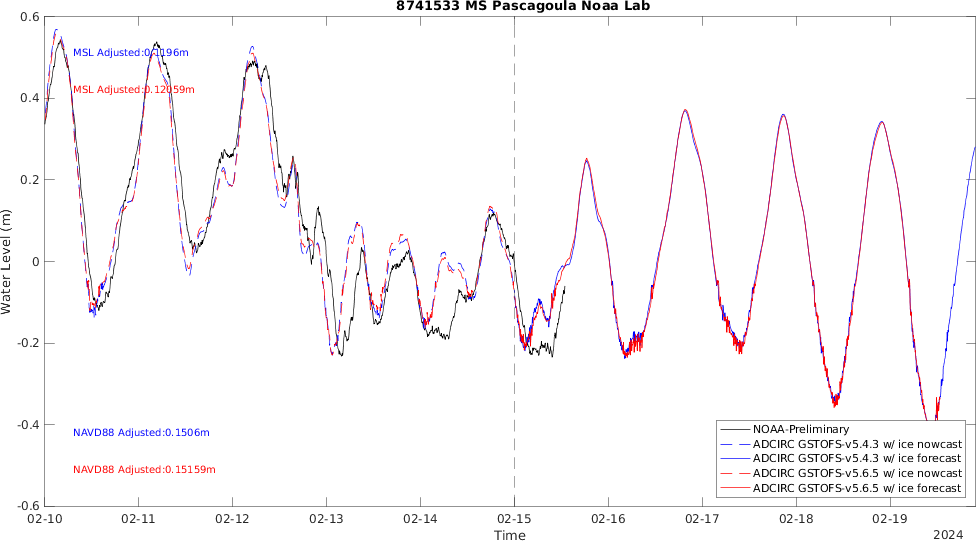 8741533 MS Pascagoula Noaa Lab
0.6
MSL Adjusted:0.1196m
MSL Adjusted:0.12059m
0.4
0.2
0
-0.2
-0.4
-0.6
Water Level (m)
NAVD88 Adjusted:0.1506m
NAVD88 Adjusted:0.15159m
NOAA-Preliminary
ADCIRC GSTOFS-v5.4.3 w/ ice nowcast
ADCIRC GSTOFS-v5.4.3 w/ ice forecast
ADCIRC GSTOFS-v5.6.5 w/ ice nowcast
ADCIRC GSTOFS-v5.6.5 w/ ice forecast
02-10 02-11 02-12 02-13 02-14 02-15 02-16 02-17 02-18 02-19
Time
2024